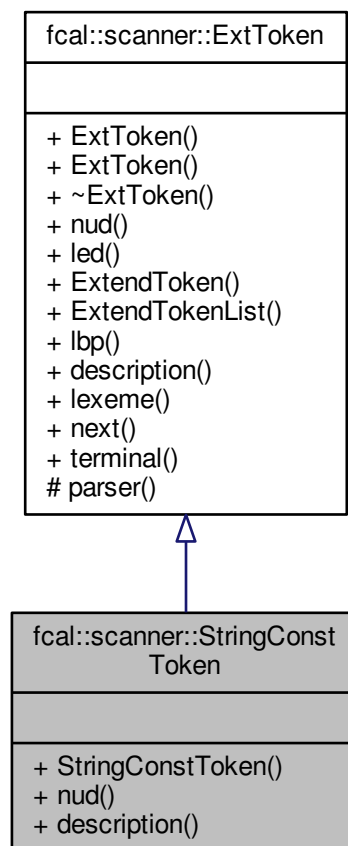 fcal::scanner::ExtToken
+ ExtToken()
+ ExtToken()
+ ~ExtToken()
+ nud()
+ led()
+ ExtendToken()
+ ExtendTokenList()
+ lbp()
+ description()
+ lexeme()
+ next()
+ terminal()
# parser()
fcal::scanner::StringConst
Token
+ StringConstToken()
+ nud()
+ description()